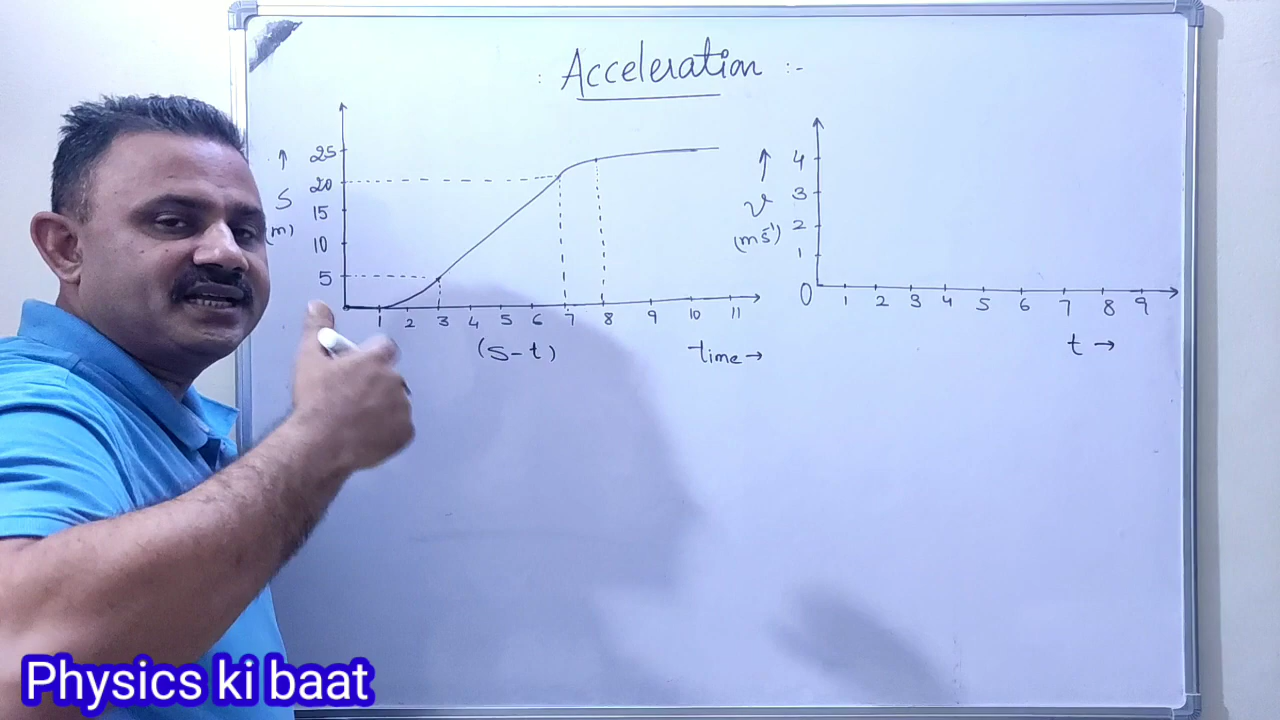 : Acceleration :-
↑ S (m)
25
20
15
10
5
1 2 3 4 5 6 7 8 9 10 11
(s-t)
time →
↑ v (ms⁻¹)
4
3
2
1
0
1 2 3 4 5 6 7 8 9
t →
Physics ki baat